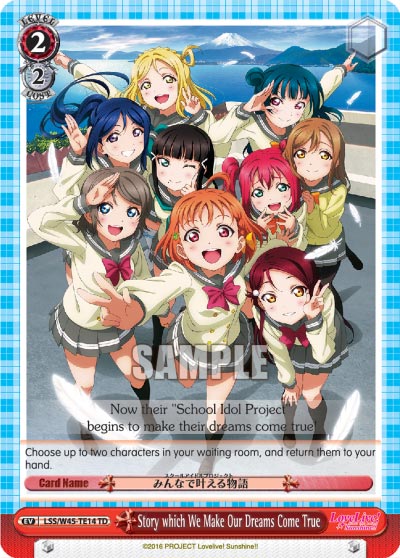 LEVEL
2
2
COST
SAMPLE
Now their "School Idol Project"
begins to make their dreams come true!
Choose up to two characters in your waiting room, and return them to your
hand.
スクールアイドルプロジェクト
Card Name みんなで叶える物語
EV LSS/W45-TE14 TD Story which We Make Our Dreams Come True
LoveLive!
Sunshine!!
©2016 PROJECT Lovelive! Sunshine!!